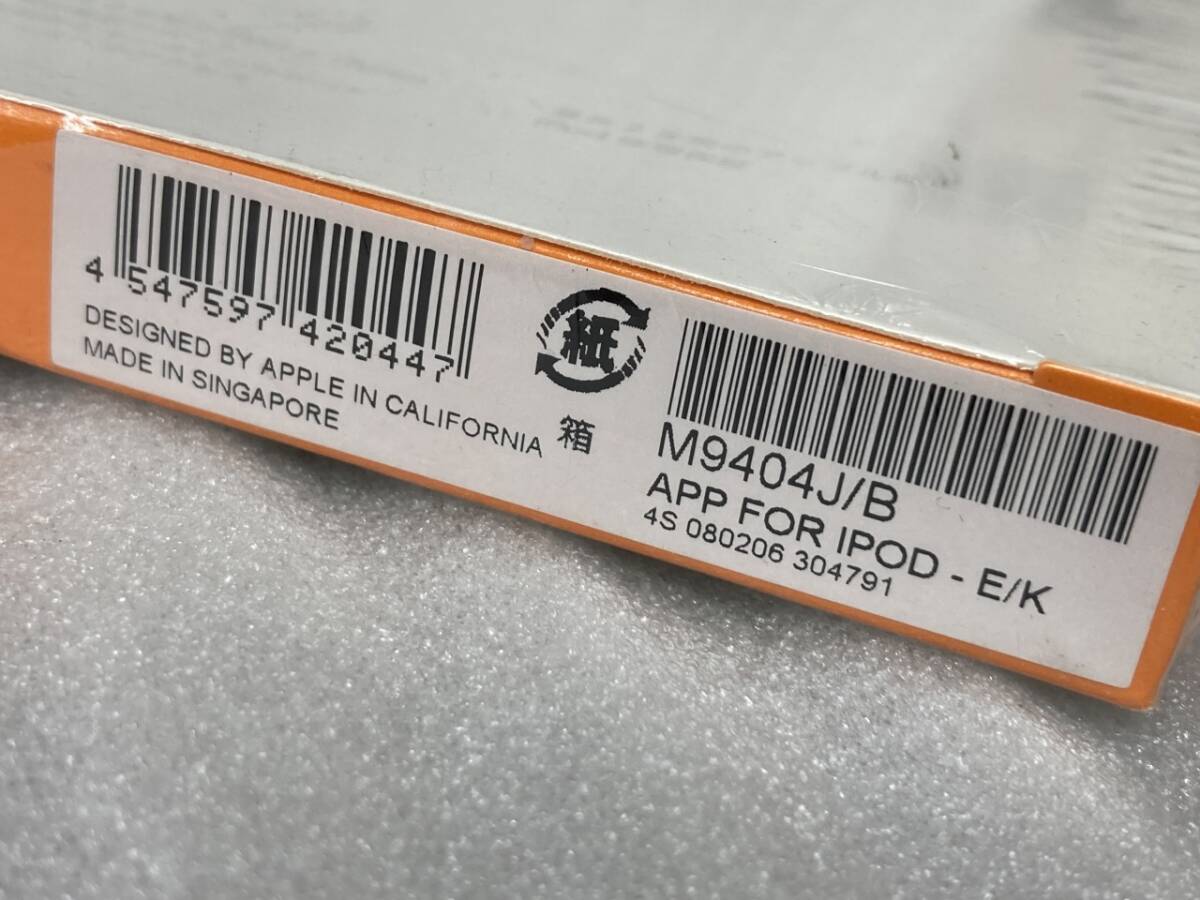 4 547597 420447
DESIGNED BY APPLE IN CALIFORNIA
MADE IN SINGAPORE
紙
箱
M9404J/B
APP FOR IPOD - E/K
4S 080206 304791